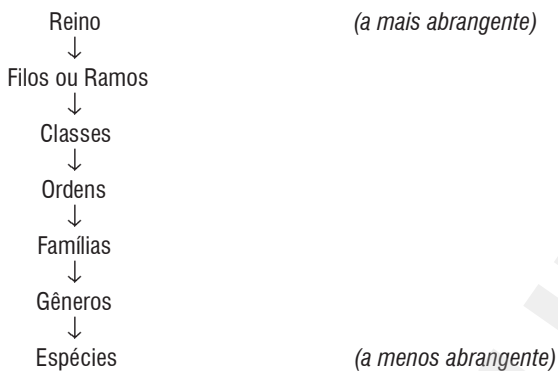 Reino (a mais abrangente)
↓
Filos ou Ramos
↓
Classes
↓
Ordens
↓
Famílias
↓
Gêneros
↓
Espécies (a menos abrangente)